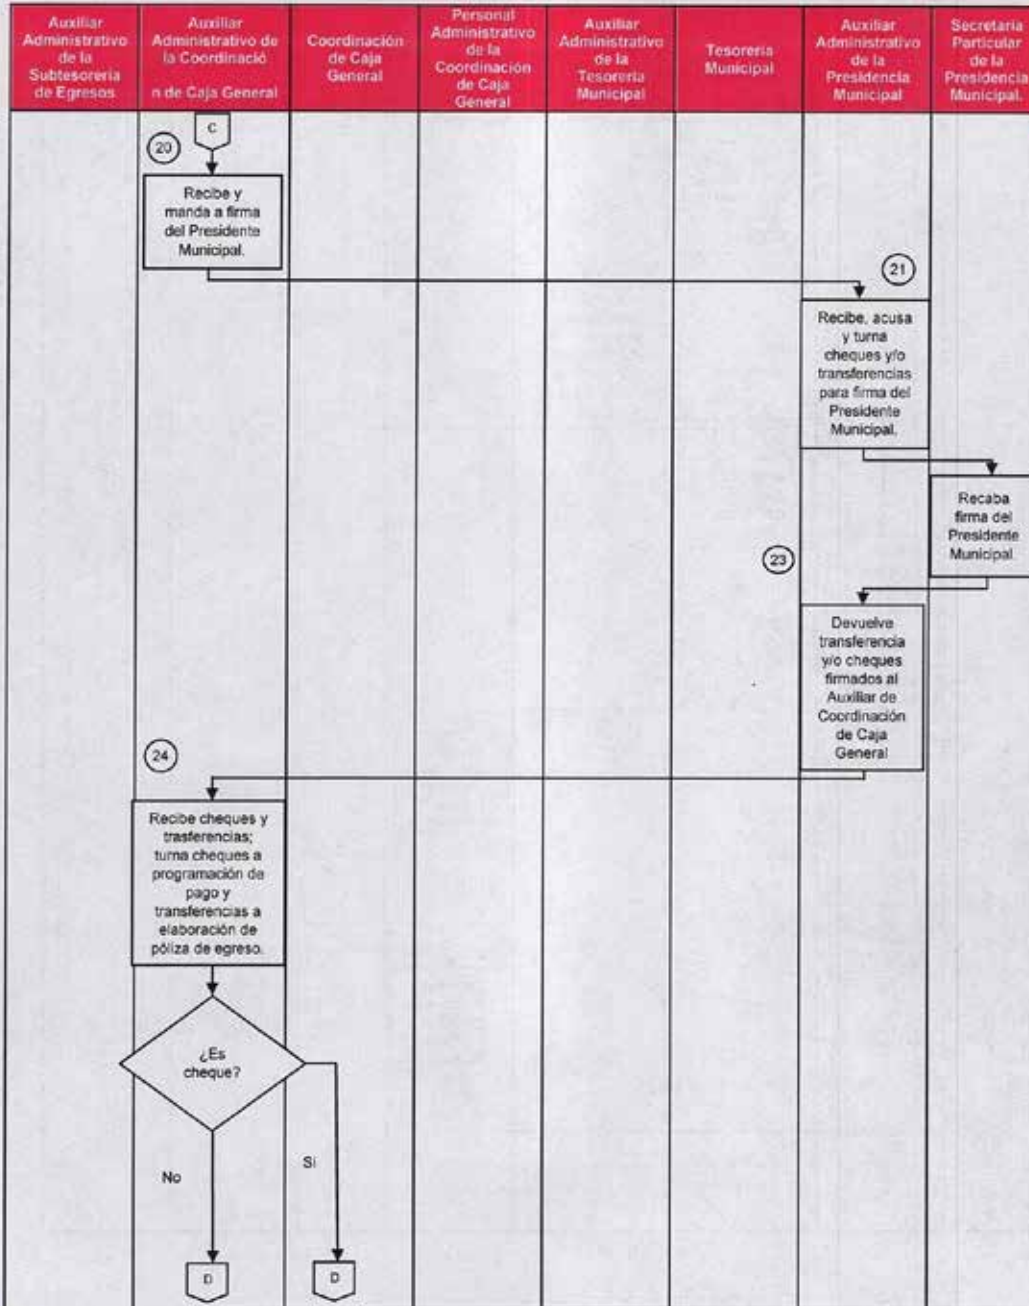 Auxiliar
Administrativo
de la
Subtesorería
de Egresos
Auxiliar
Administrativo de
la Coordinació
n de Caja General
Coordinación
de Caja
General
Personal
Administrativo
de la
Coordinación
de Caja
General
Auxiliar
Administrativo
de la
Tesorería
Municipal
Tesorería
Municipal
Auxiliar
Administrativo
de la
Presidencia
Municipal
Secretaría
Particular
de la
Presidencia
Municipal.
C
20
Recibe y
manda a firma
del Presidente
Municipal.
21
Recibe, acusa
y turna
cheques y/o
transferencias
para firma del
Presidente
Municipal.
Recaba
firma del
Presidente
Municipal
23
Devuelve
transferencia
y/o cheques
firmados al
Auxiliar de
Coordinación
de Caja
General
24
Recibe cheques y
trasferencias;
turna cheques a
programación de
pago y
transferencias a
elaboración de
póliza de egreso.
¿Es
cheque?
No
Si
D
D